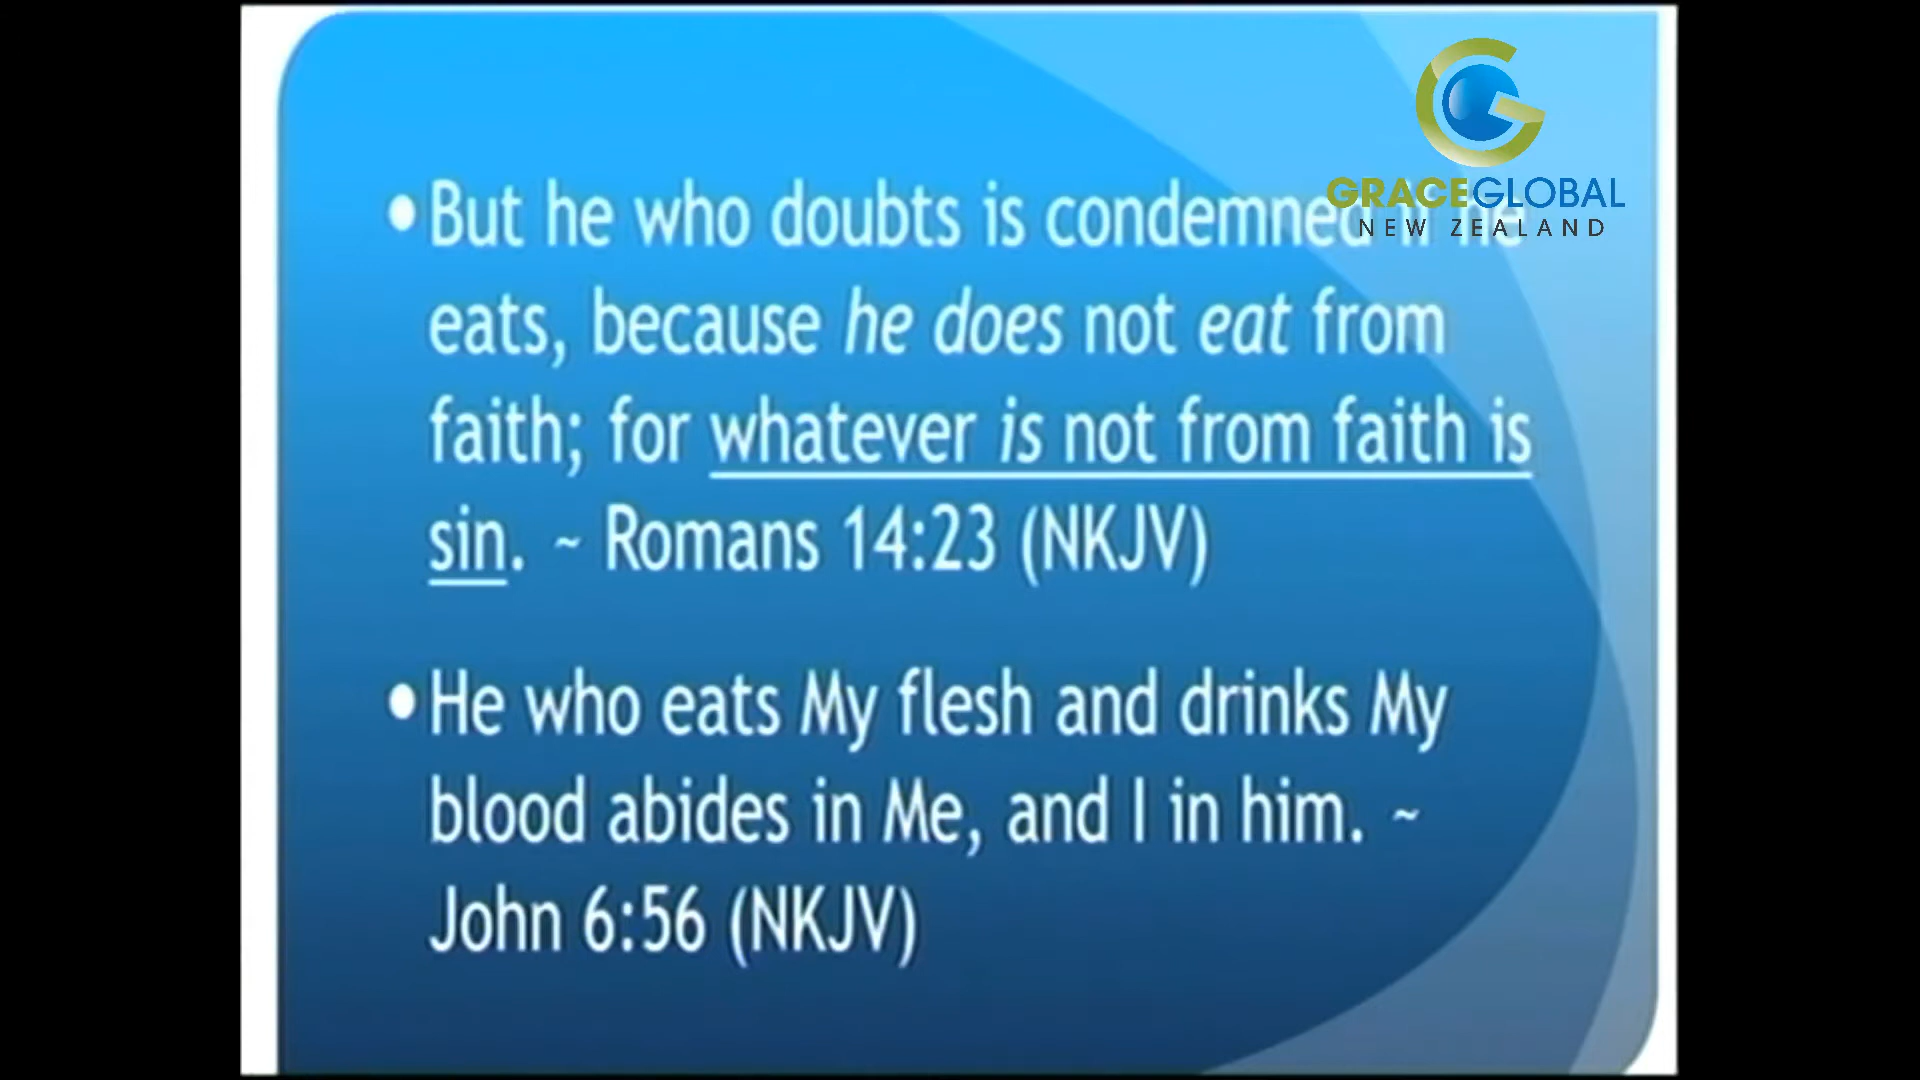 GRACEGLOBAL
NEW ZEALAND
•But he who doubts is condemned if he
eats, because he does not eat from
faith; for whatever is not from faith is
sin. ~ Romans 14:23 (NKJV)
•He who eats My flesh and drinks My
blood abides in Me, and I in him. ~
John 6:56 (NKJV)